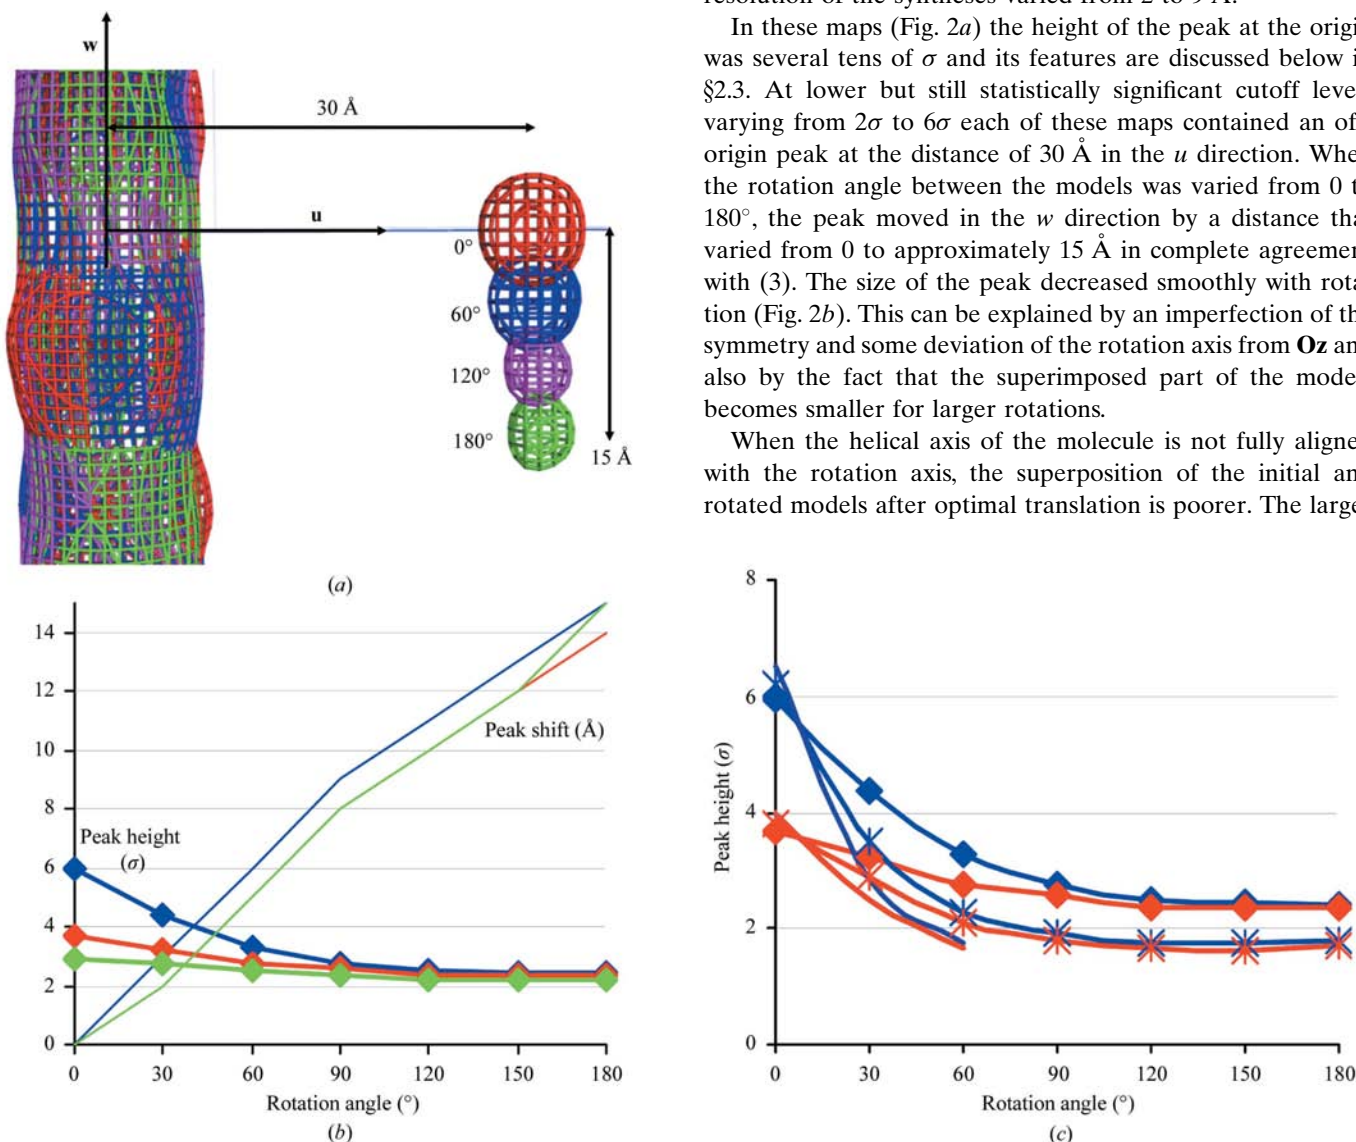 w
30 Å
u
0°
60°
120°
180°
15 Å
(a)
resolution of the syntheses varied from 2 to 9 Å.
In these maps (Fig. 2a) the height of the peak at the origi
was several tens of σ and its features are discussed below i
§2.3. At lower but still statistically significant cutoff leve
varying from 2σ to 6σ each of these maps contained an of
origin peak at the distance of 30 Å in the u direction. Whe
the rotation angle between the models was varied from 0 t
180°, the peak moved in the w direction by a distance tha
varied from 0 to approximately 15 Å in complete agreemen
with (3). The size of the peak decreased smoothly with rota
tion (Fig. 2b). This can be explained by an imperfection of th
symmetry and some deviation of the rotation axis from Oz an
also by the fact that the superimposed part of the mode
becomes smaller for larger rotations.
When the helical axis of the molecule is not fully aligne
with the rotation axis, the superposition of the initial an
rotated models after optimal translation is poorer. The large
14
12
10
8
6
4
2
0
Peak shift (Å)
Peak height
(σ)
0 30 60 90 120 150 180
Rotation angle (°)
(b)
8
6
4
2
0
Peak height (σ)
0 30 60 90 120 150 180
Rotation angle (°)
(c)